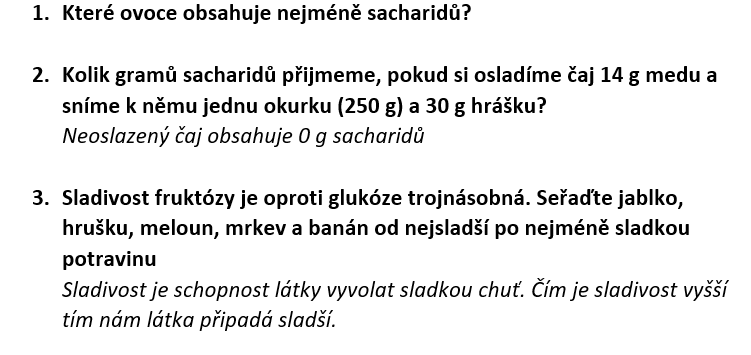 1. Které ovoce obsahuje nejméně sacharidů?
2. Kolik gramů sacharidů přijmeme, pokud si osladíme čaj 14 g medu a
sníme k němu jednu okurku (250 g) a 30 g hrášku?
Neoslazený čaj obsahuje 0 g sacharidů
3. Sladivost fruktózy je oproti glukóze trojnásobná. Seřaďte jablko,
hrušku, meloun, mrkev a banán od nejsladší po nejméně sladkou
potravinu
Sladivost je schopnost látky vyvolat sladkou chuť. Čím je sladivost vyšší
tím nám látka připadá sladší.